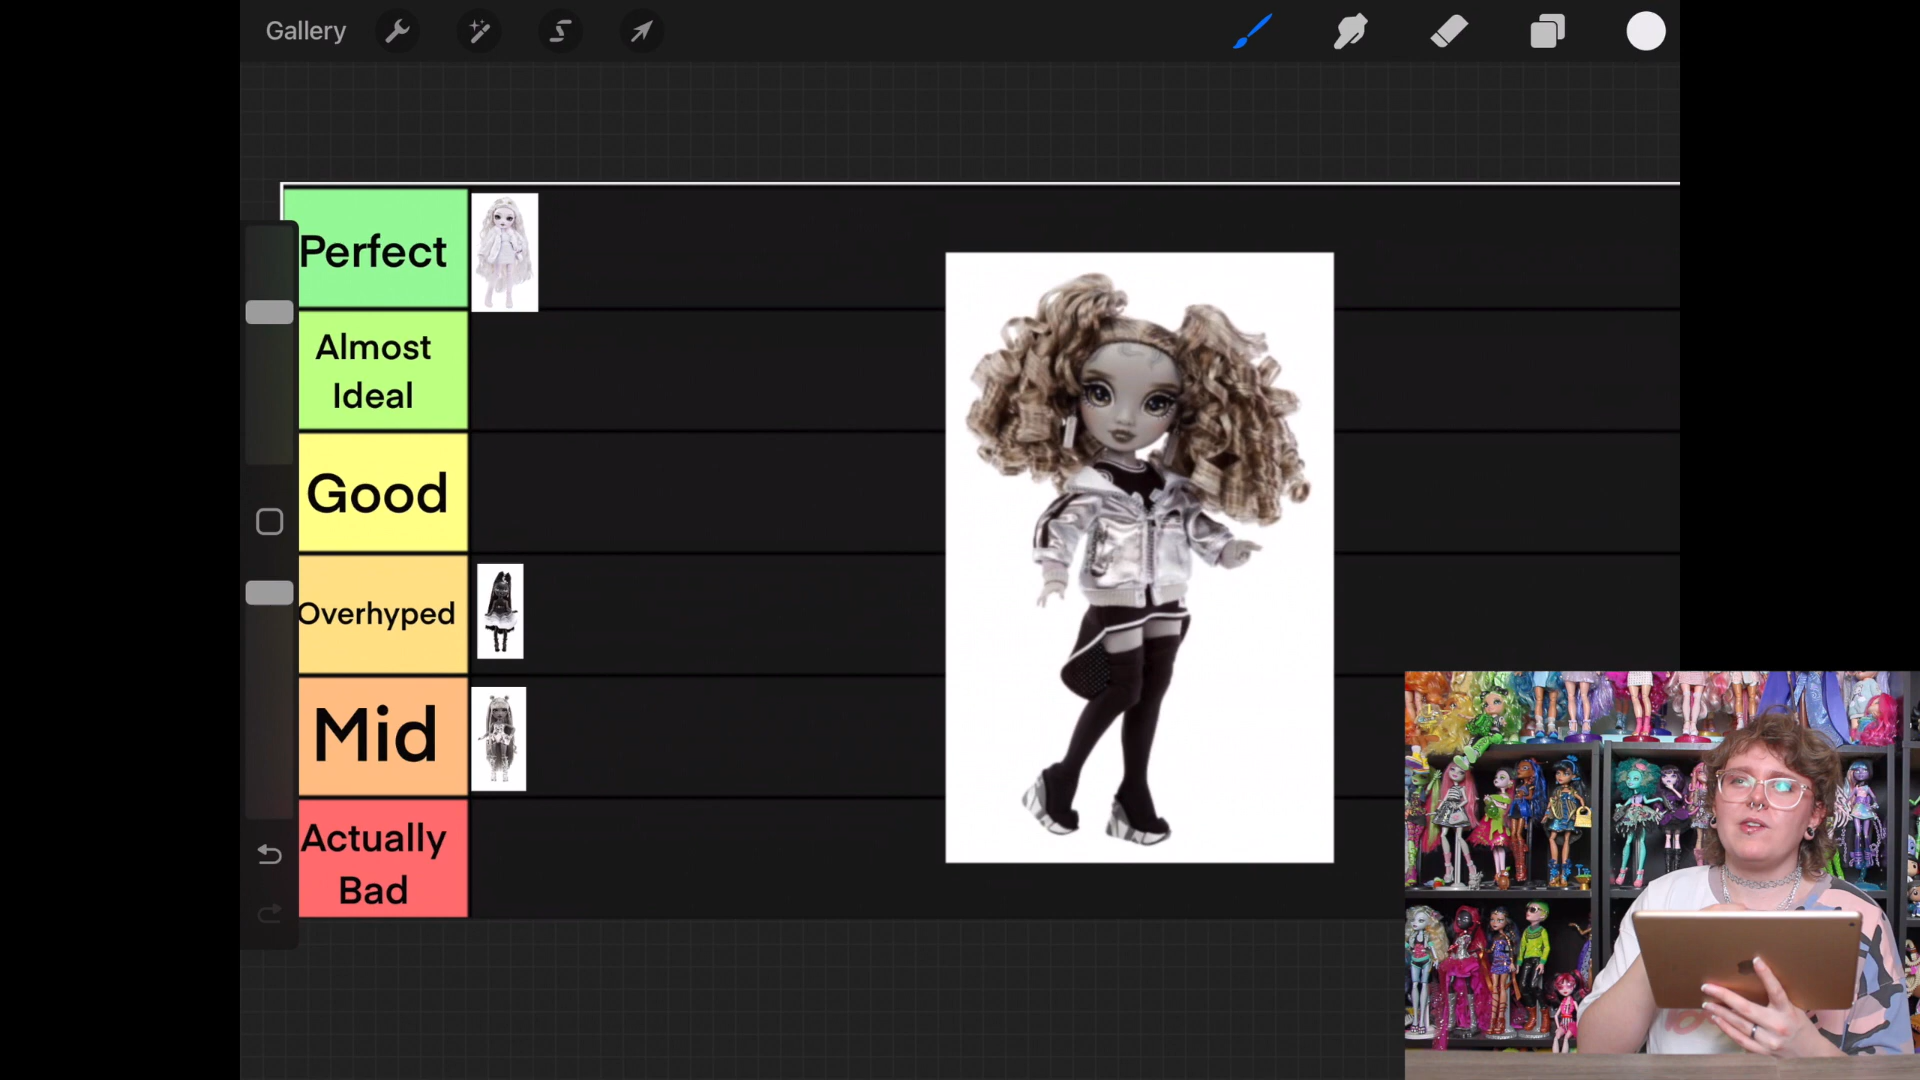 Gallery
Perfect
Almost
Ideal
Good
Overhyped
Mid
Actually
Bad